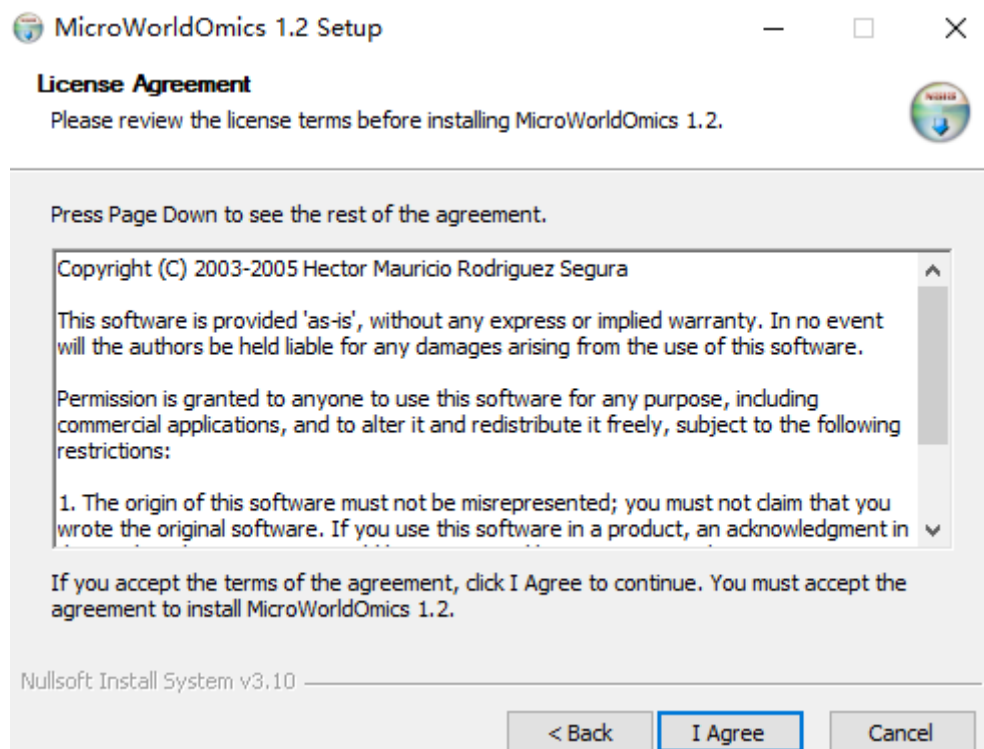 MicroWorldOmics 1.2 Setup
License Agreement
Please review the license terms before installing MicroWorldOmics 1.2.
Press Page Down to see the rest of the agreement.
Copyright (C) 2003-2005 Hector Mauricio Rodriguez Segura
This software is provided 'as-is', without any express or implied warranty. In no event
will the authors be held liable for any damages arising from the use of this software.
Permission is granted to anyone to use this software for any purpose, including
commercial applications, and to alter it and redistribute it freely, subject to the following
restrictions:
1. The origin of this software must not be misrepresented; you must not claim that you
wrote the original software. If you use this software in a product, an acknowledgment in
If you accept the terms of the agreement, click I Agree to continue. You must accept the
agreement to install MicroWorldOmics 1.2.
Nullsoft Install System v3.10
< Back
I Agree
Cancel